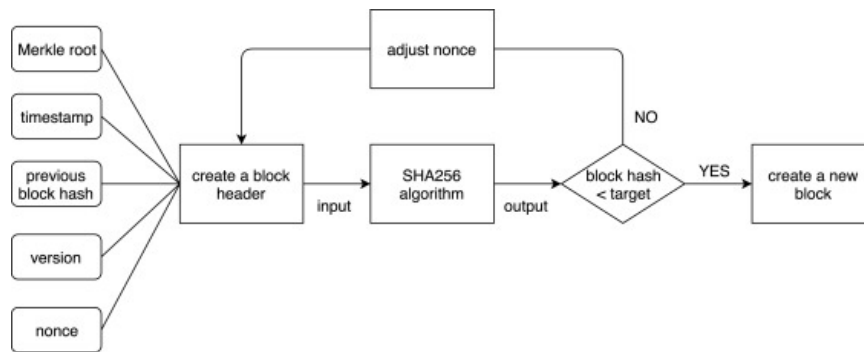 Merkle root
timestamp
previous
block hash
version
nonce
adjust nonce
create a block
header
input
SHA256
algorithm
output
block hash
< target
NO
YES
create a new
block